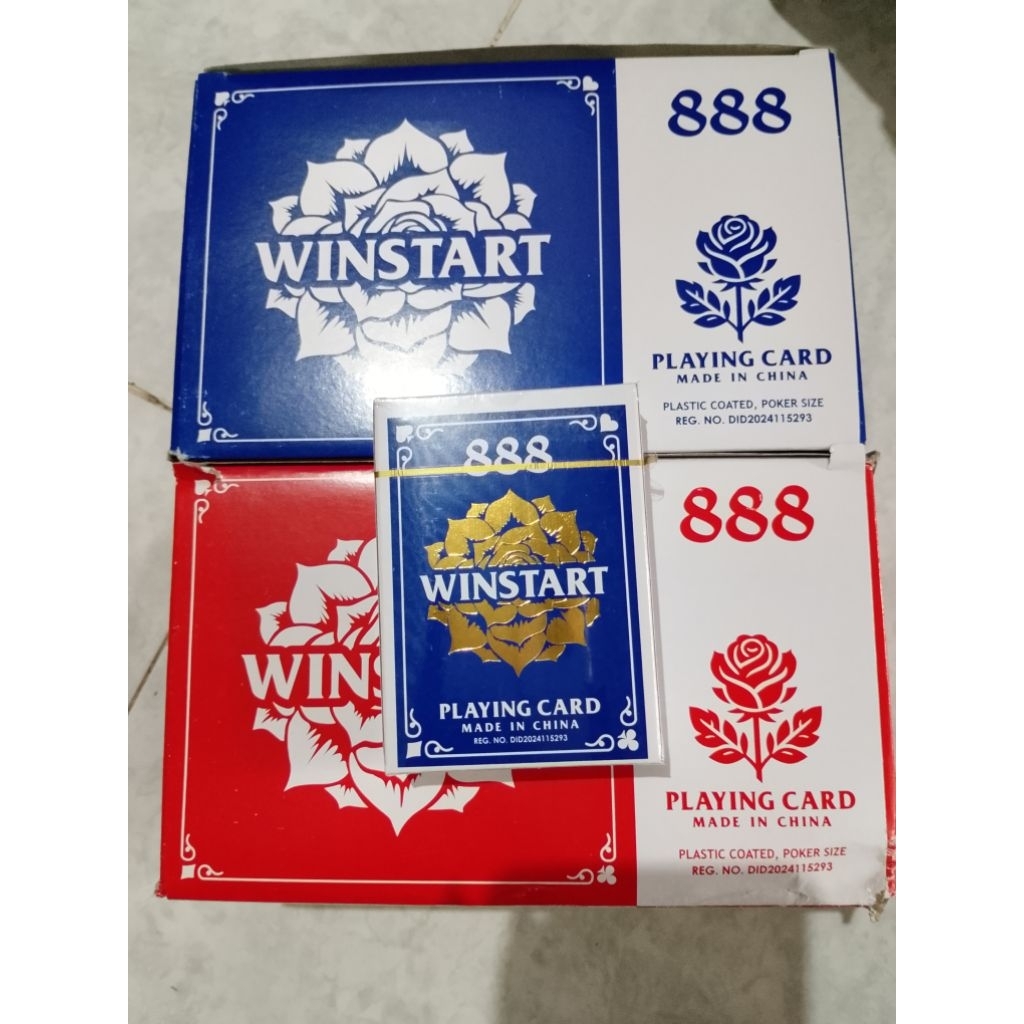 WINSTART
888
PLAYING CARD
MADE IN CHINA
PLASTIC COATED, POKER SIZE
REG. NO. DID2024115293
888
WINSTART
PLAYING CARD
MADE IN CHINA
REG. NO. DID2024115293
WINS
888
PLAYING CARD
MADE IN CHINA
PLASTIC COATED, POKER SIZE
REG. NO. DID2024115293